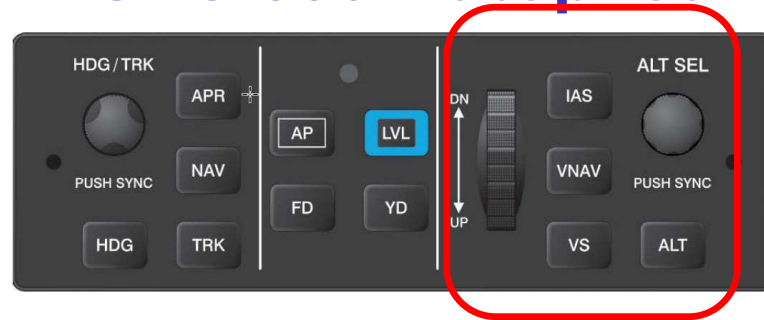 HDG/TRK
APR
NAV
PUSH SYNC
HDG
TRK
AP
LVL
FD
YD
DN
UP
IAS
VNAV
VS
ALT SEL
PUSH SYNC
ALT